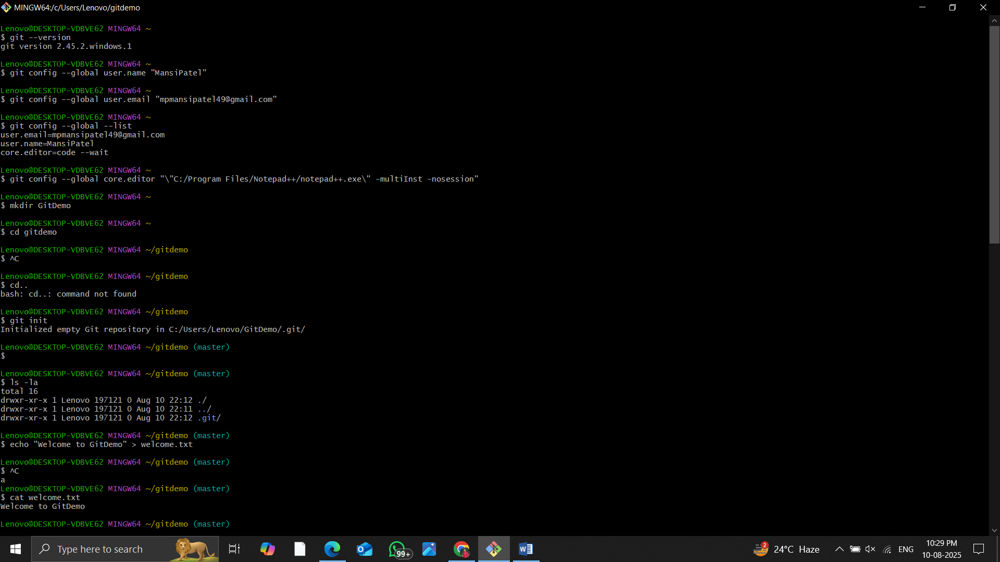 MINGW64:/c/Users/Lenovo/gitdemo
Lenovo@DESKTOP-VDBVE62 MINGW64 ~
$ git --version
git version 2.45.2.windows.1
Lenovo@DESKTOP-VDBVE62 MINGW64 ~
$ git config --global user.name "MansiPatel"
Lenovo@DESKTOP-VDBVE62 MINGW64 ~
$ git config --global user.email "mpmansipatel49@gmail.com"
Lenovo@DESKTOP-VDBVE62 MINGW64 ~
$ git config --global --list
user.email=mpmansipatel49@gmail.com
user.name=MansiPatel
core.editor=code --wait
Lenovo@DESKTOP-VDBVE62 MINGW64 ~
$ git config --global core.editor "\"C:/Program Files/Notepad++/notepad++.exe\" -multiInst -nosession"
Lenovo@DESKTOP-VDBVE62 MINGW64 ~
$ mkdir GitDemo
Lenovo@DESKTOP-VDBVE62 MINGW64 ~
$ cd gitdemo
Lenovo@DESKTOP-VDBVE62 MINGW64 ~/gitdemo
$ ^C
Lenovo@DESKTOP-VDBVE62 MINGW64 ~/gitdemo
$ cd..
bash: cd..: command not found
Lenovo@DESKTOP-VDBVE62 MINGW64 ~/gitdemo
$ git init
Initialized empty Git repository in C:/Users/Lenovo/GitDemo/.git/
Lenovo@DESKTOP-VDBVE62 MINGW64 ~/gitdemo (master)
$
Lenovo@DESKTOP-VDBVE62 MINGW64 ~/gitdemo (master)
$ ls -la
total 16
drwxr-xr-x 1 Lenovo 197121 0 Aug 10 22:12 ./
drwxr-xr-x 1 Lenovo 197121 0 Aug 10 22:11 ../
drwxr-xr-x 1 Lenovo 197121 0 Aug 10 22:12 .git/
Lenovo@DESKTOP-VDBVE62 MINGW64 ~/gitdemo (master)
$ echo "Welcome to GitDemo" > welcome.txt
Lenovo@DESKTOP-VDBVE62 MINGW64 ~/gitdemo (master)
$ ^C
a
Lenovo@DESKTOP-VDBVE62 MINGW64 ~/gitdemo (master)
$ cat welcome.txt
Welcome to GitDemo
Lenovo@DESKTOP-VDBVE62 MINGW64 ~/gitdemo (master)
Type here to search
99+
2
24°C Haze
ENG
10:29 PM
10-08-2025